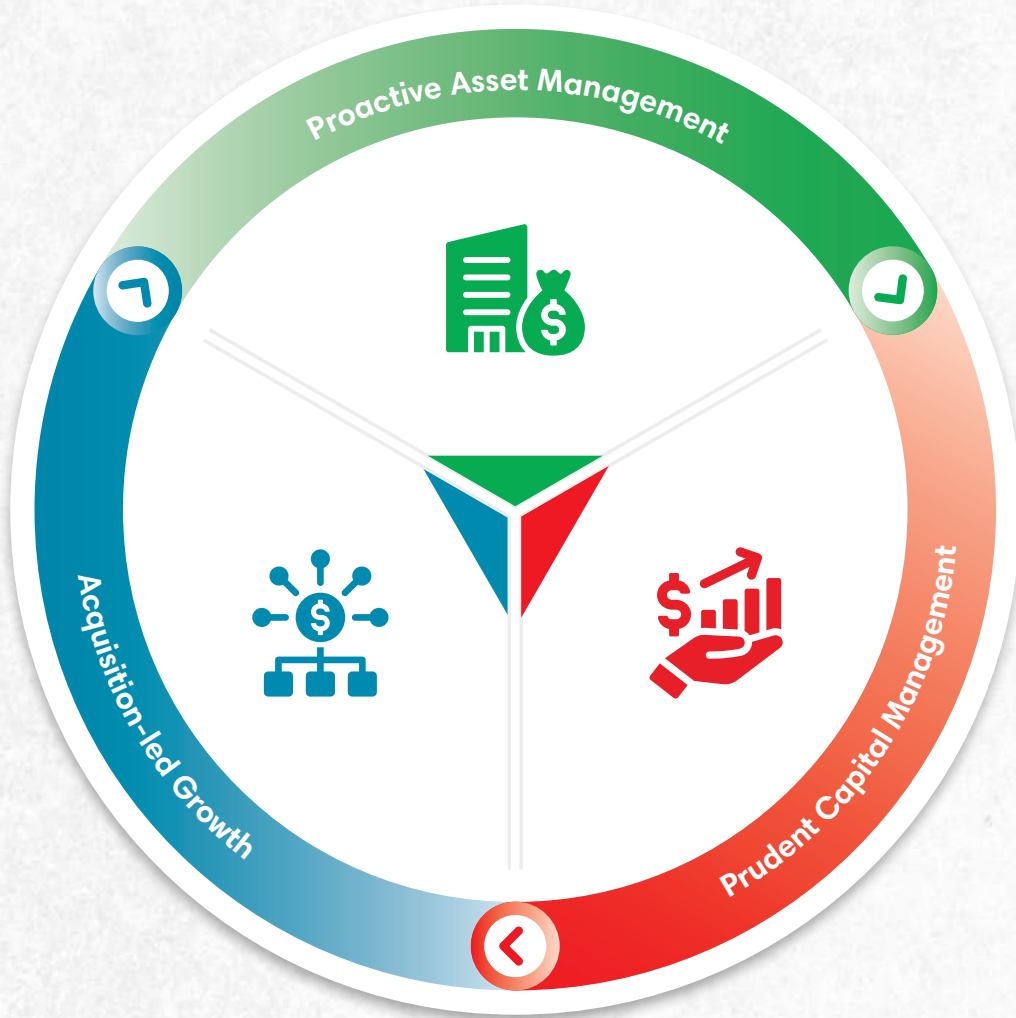 Proactive Asset Management
Prudent Capital Management
Acquisition-led Growth
$
$
$